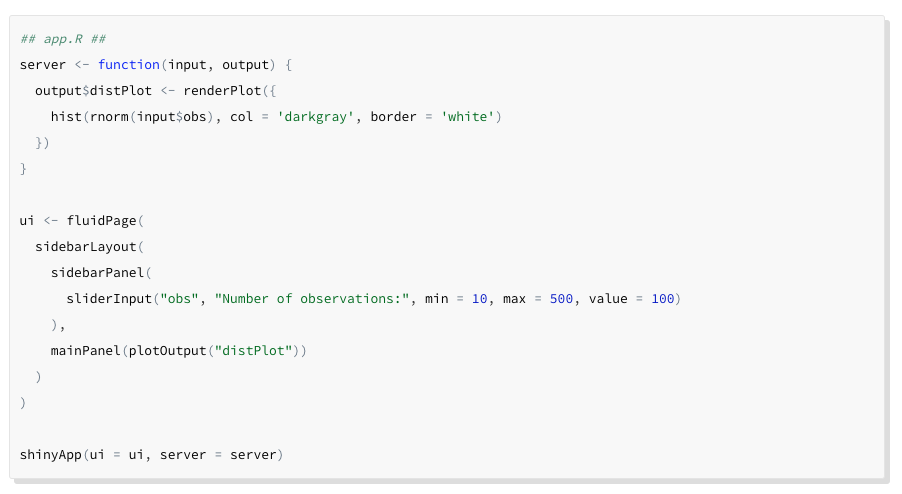 ## app.R ##
server <- function(input, output) {
  output$distPlot <- renderPlot({
    hist(rnorm(input$obs), col = 'darkgray', border = 'white')
  })
}

ui <- fluidPage(
  sidebarLayout(
    sidebarPanel(
      sliderInput("obs", "Number of observations:", min = 10, max = 500, value = 100)
    ),
    mainPanel(plotOutput("distPlot"))
  )
)

shinyApp(ui = ui, server = server)